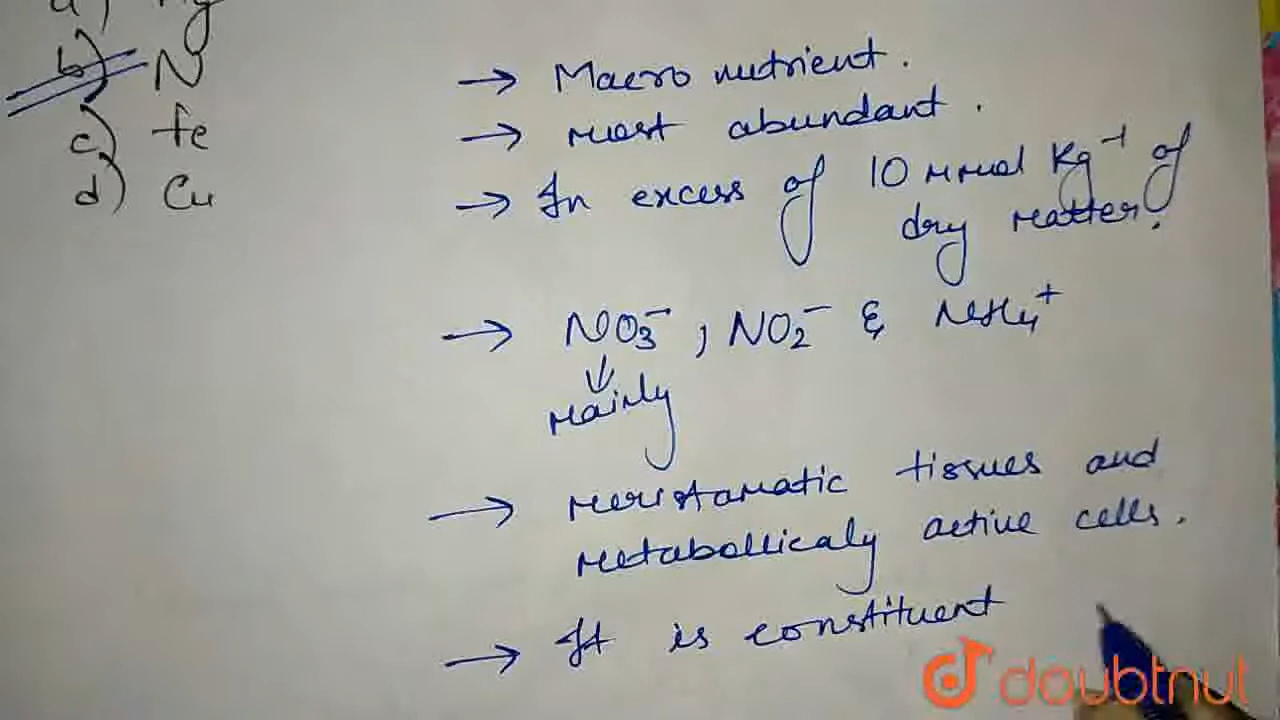 a) Mg
b) N
c) Fe
d) Cu
→ Macro nutrient.
→ most abundant.
→ In excess of 10 mmol Kg⁻¹ of
dry matter.
→ NO₃⁻, NO₂⁻ & NH₄⁺
↓
mainly
→ meristamatic tissues and
metabollicaly active cells.
→ It is constituent
doubtnut